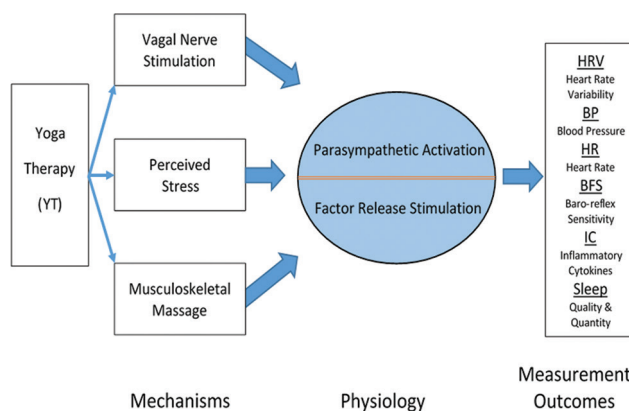 Yoga
Therapy
(YT)
Vagal Nerve
Stimulation
Perceived
Stress
Musculoskeletal
Massage
Parasympathetic Activation
Factor Release Stimulation
HRV
Heart Rate
Variability
BP
Blood Pressure
HR
Heart Rate
BFS
Baro-reflex
Sensitivity
IC
Inflammatory
Cytokines
Sleep
Quality &
Quantity
Mechanisms
Physiology
Measurement
Outcomes